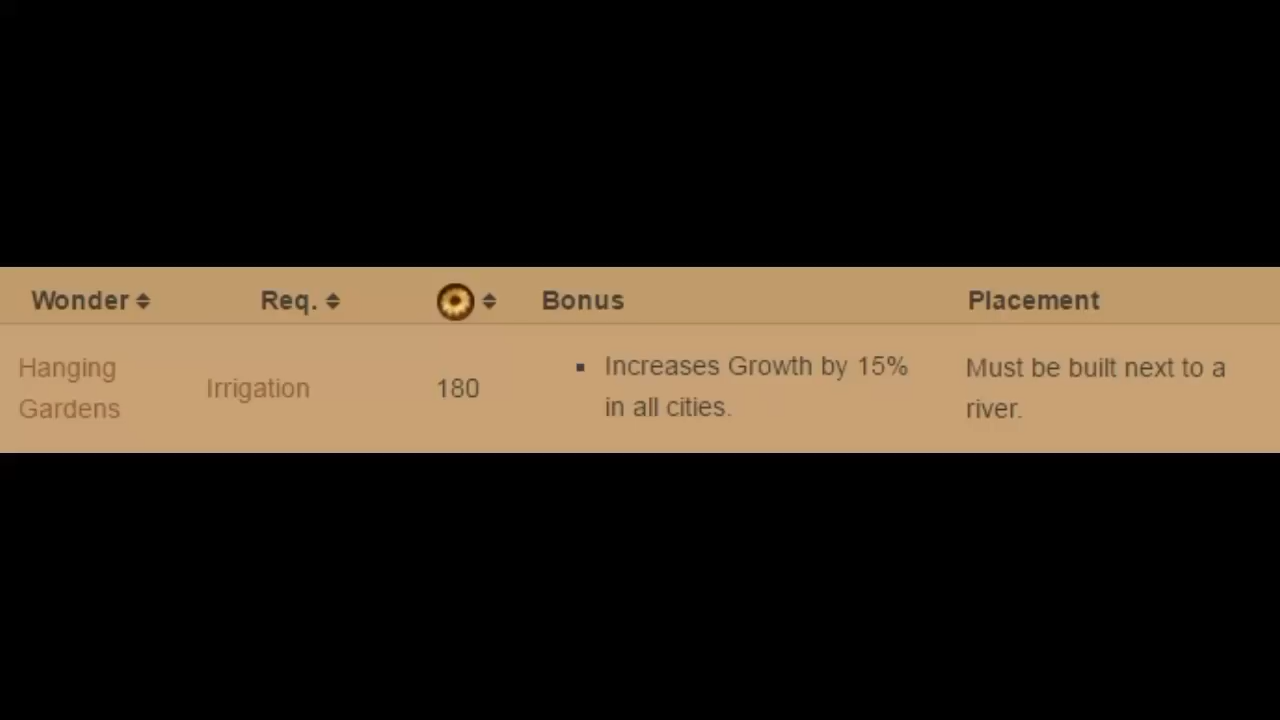 Wonder Req. Bonus Placement
Hanging
Gardens
Irrigation
180
Increases Growth by 15%
in all cities.
Must be built next to a
river.